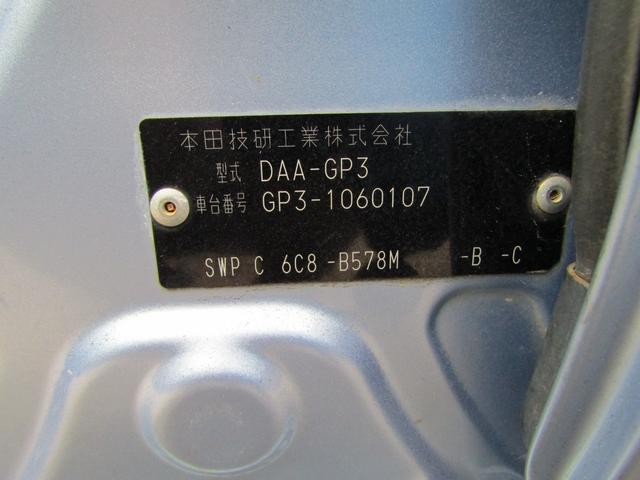 本田技研工業株式会社
型式 DAA-GP3
車台番号 GP3-1060107
SWP C 6C8 -B578M -B -C